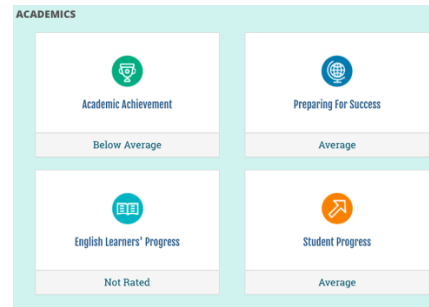 ACADEMICS
Academic Achievement
Preparing For Success
Below Average
Average
English Learners' Progress
Student Progress
Not Rated
Average